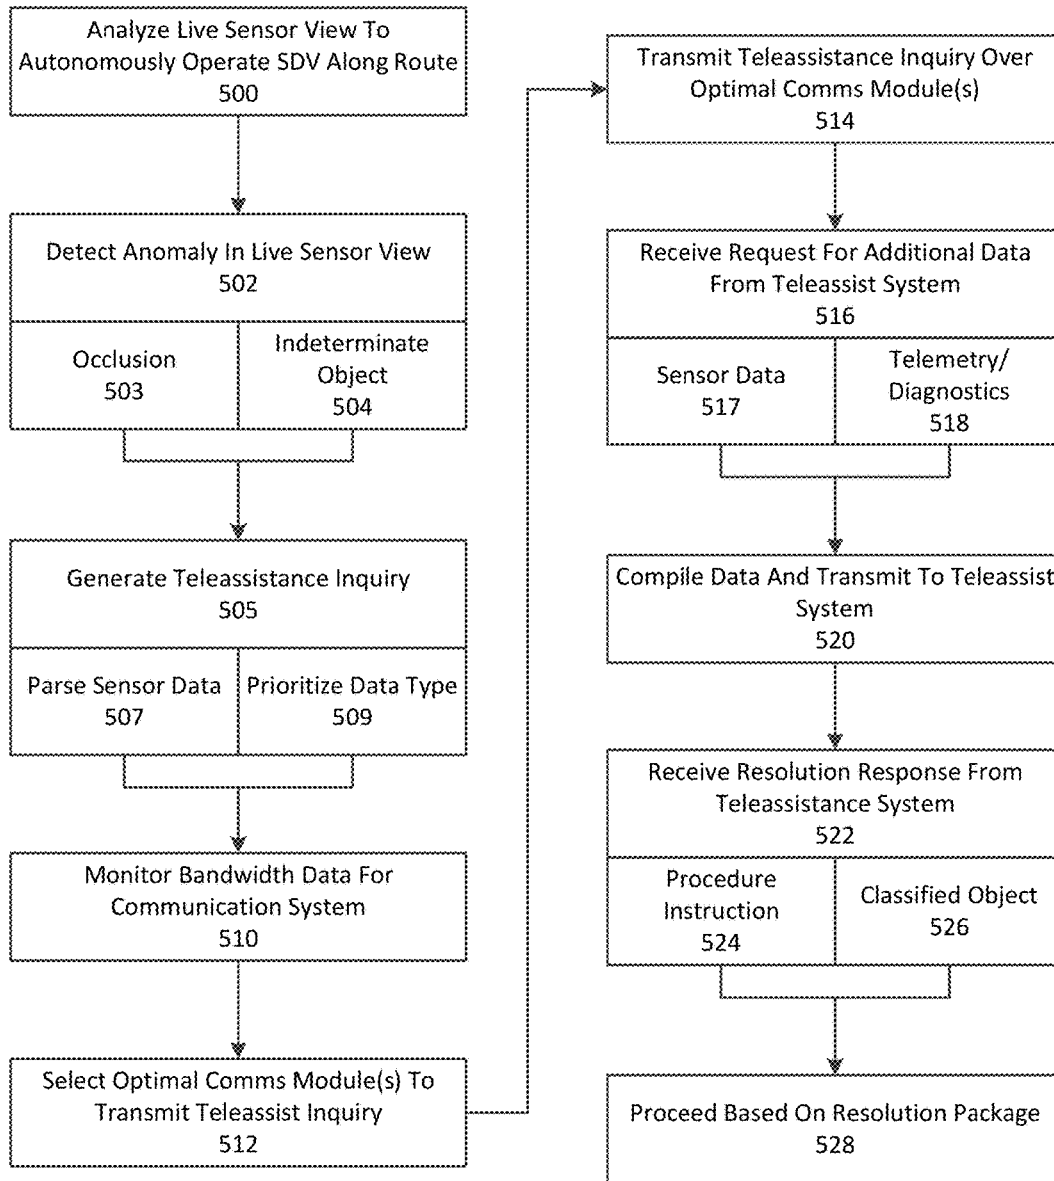 Analyze Live Sensor View To
Autonomously Operate SDV Along Route
500
Detect Anomaly In Live Sensor View
502
Occlusion
503
Indeterminate
Object
504
Generate Teleassistance Inquiry
505
Parse Sensor Data
507
Prioritize Data Type
509
Monitor Bandwidth Data For
Communication System
510
Select Optimal Comms Module(s) To
Transmit Teleassist Inquiry
512
Transmit Teleassistance Inquiry Over
Optimal Comms Module(s)
514
Receive Request For Additional Data
From Teleassist System
516
Sensor Data
517
Telemetry/
Diagnostics
518
Compile Data And Transmit To Teleassist
System
520
Receive Resolution Response From
Teleassistance System
522
Procedure
Instruction
524
Classified Object
526
Proceed Based On Resolution Package
528